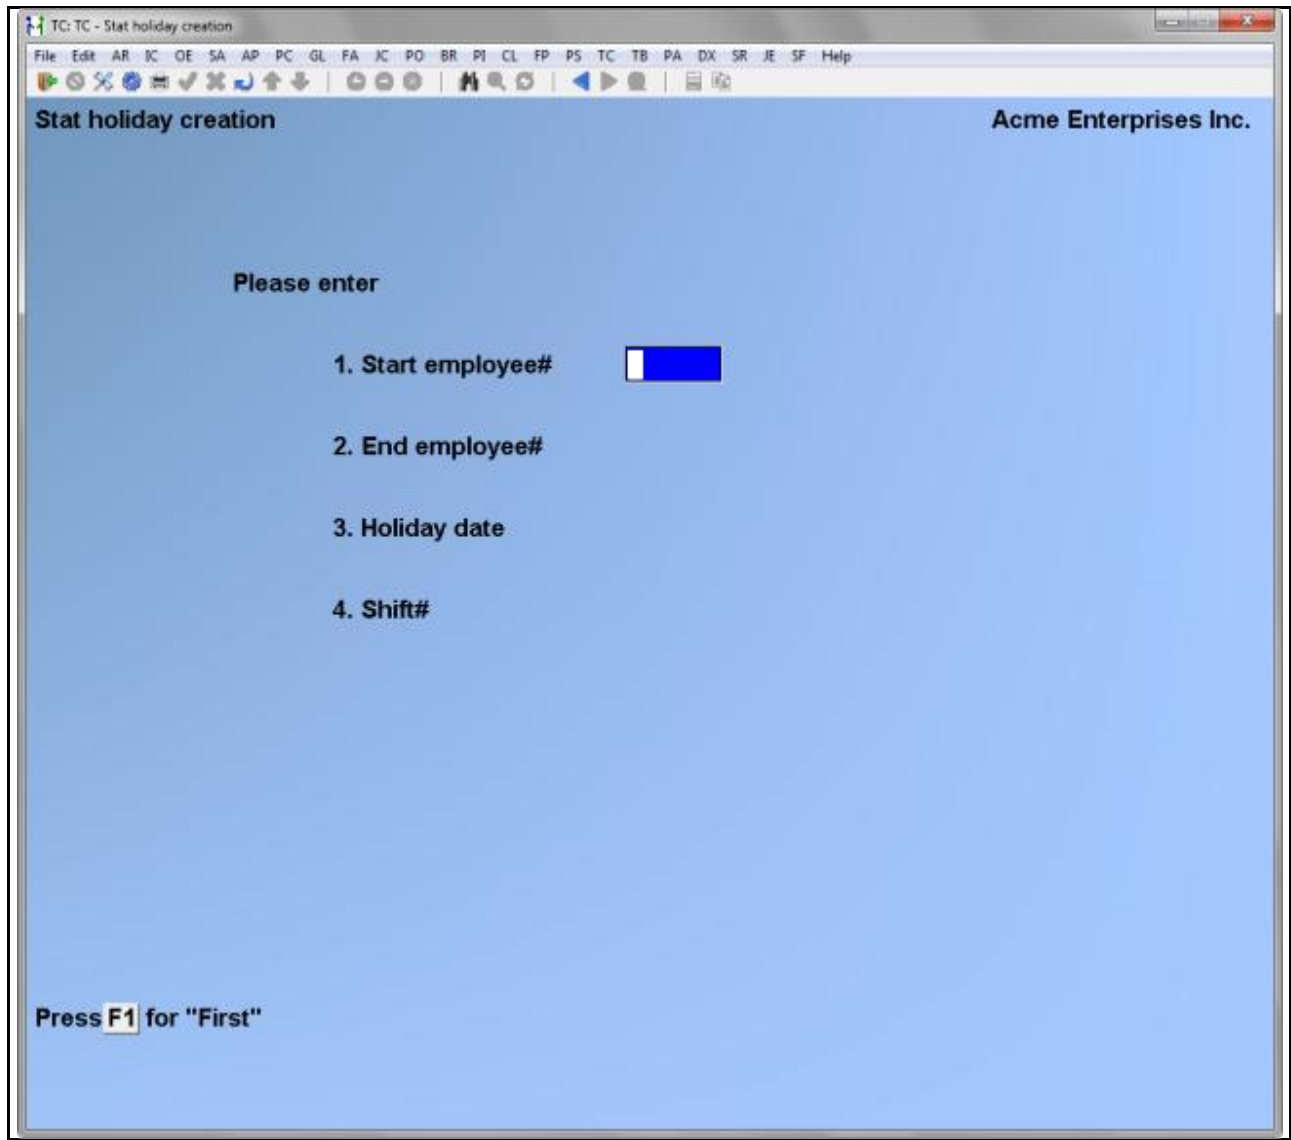 TC: TC - Stat holiday creation
File Edit AR IC OE SA AP PC GL FA JC PO BR PI CL FP PS TC TB PA DX SR JE SF Help
Stat holiday creation Acme Enterprises Inc.
Please enter
1. Start employee#
2. End employee#
3. Holiday date
4. Shift#
Press F1 for "First"